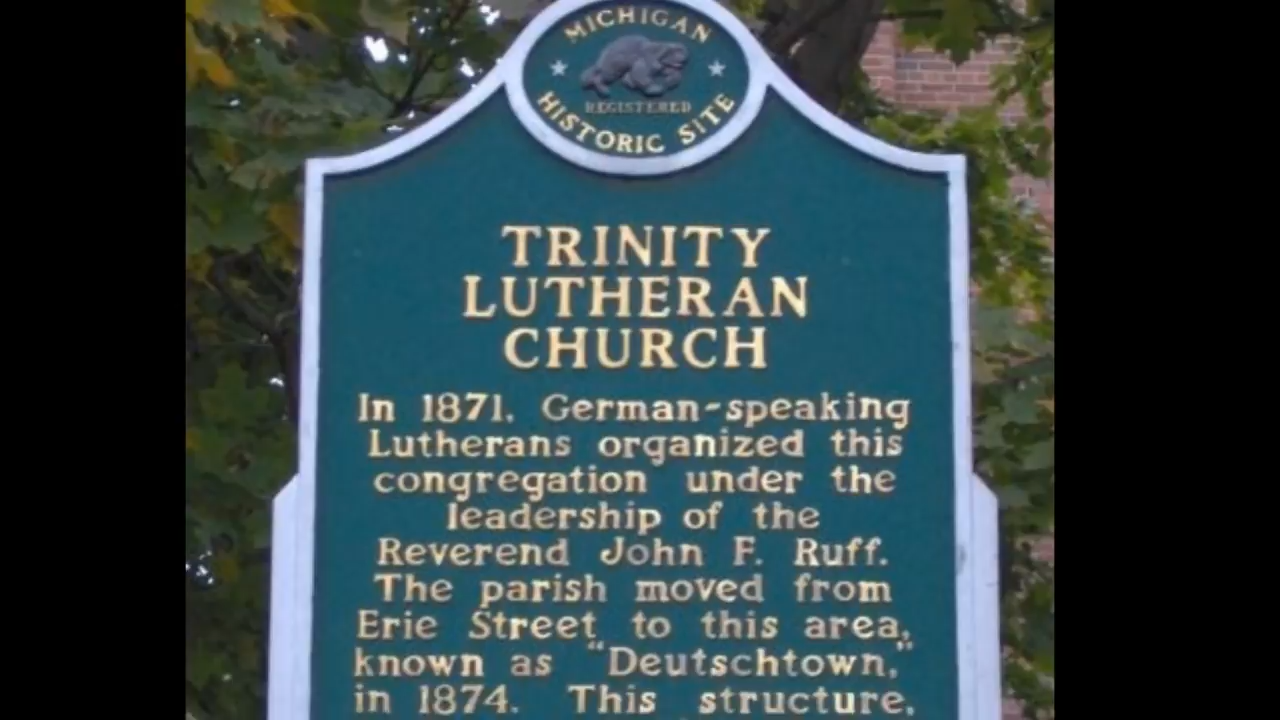 MICHIGAN
REGISTERED
HISTORIC SITE
TRINITY
LUTHERAN
CHURCH
In 1871, German-speaking
Lutherans organized this
congregation under the
leadership of the
Reverend John F. Ruff.
The parish moved from
Erie Street to this area,
known as "Deutschtown,"
in 1874. This structure,